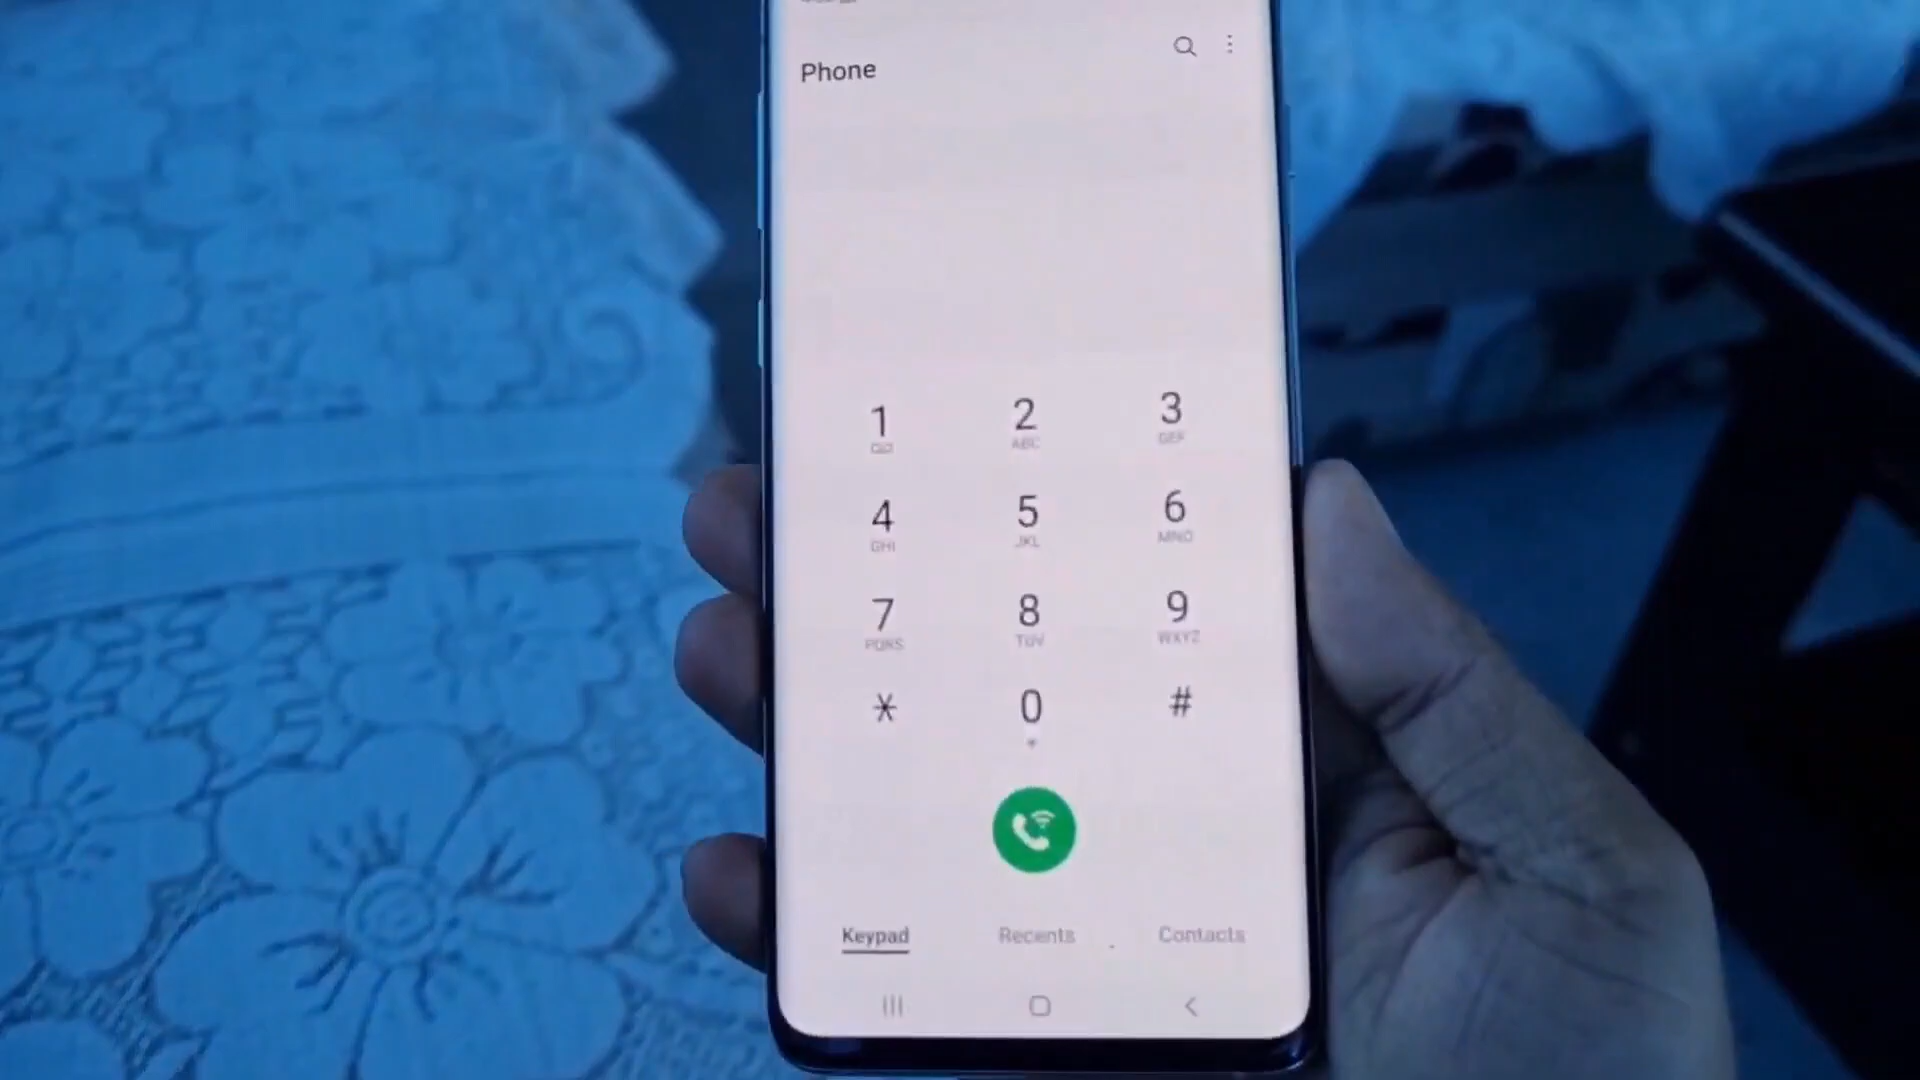 Phone
1 2 3
ABC DEF
4 5 6
GHI JKL MNO
7 8 9
PQRS TUV WXYZ
* 0 #
+
Keypad Recents Contacts